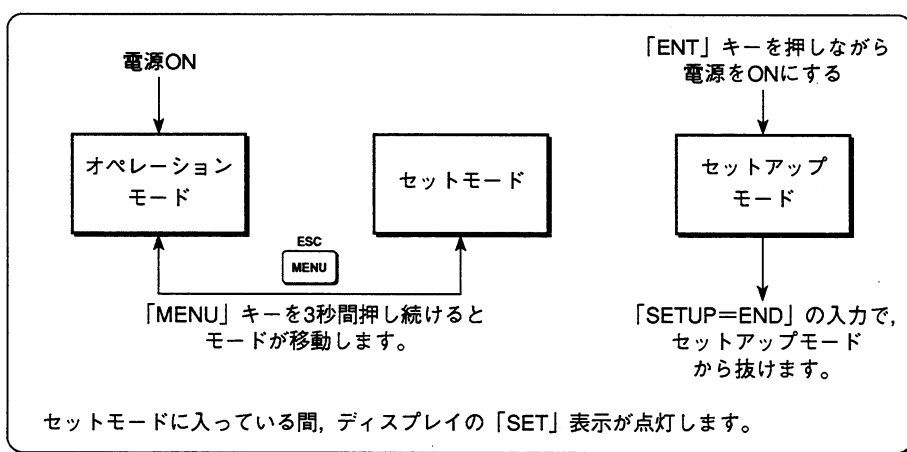 電源ON
オペレーション
モード
セットモード
ESC
MENU
「MENU」キーを3秒間押し続けると
モードが移動します。
「ENT」キーを押しながら
電源をONにする
セットアップ
モード
「SETUP=END」の入力で，
セットアップモード
から抜けます。
セットモードに入っている間，ディスプレイの「SET」表示が点灯します。